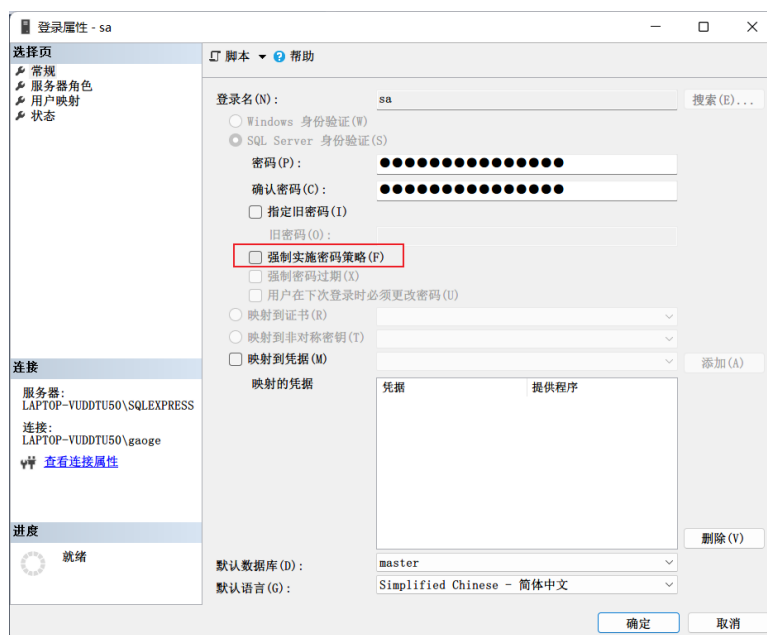 登录属性 - sa
选择页
常规
服务器角色
用户映射
状态
连接
服务器:
LAPTOP-VUDDTU50\SQLEXPRESS
连接:
LAPTOP-VUDDTU50\gaoge
查看连接属性
进度
就绪
脚本 帮助
登录名(N): sa 搜索(E)...
Windows 身份验证(W)
SQL Server 身份验证(S)
密码(P): ●●●●●●●●●●●●●●●
确认密码(C): ●●●●●●●●●●●●●●●
指定旧密码(I)
旧密码(O):
强制实施密码策略(F)
强制密码过期(X)
用户在下次登录时必须更改密码(U)
映射到证书(R)
映射到非对称密钥(T)
映射到凭据(M) 添加(A)
映射的凭据 凭据 提供程序
删除(V)
默认数据库(D): master
默认语言(G): Simplified Chinese - 简体中文
确定 取消